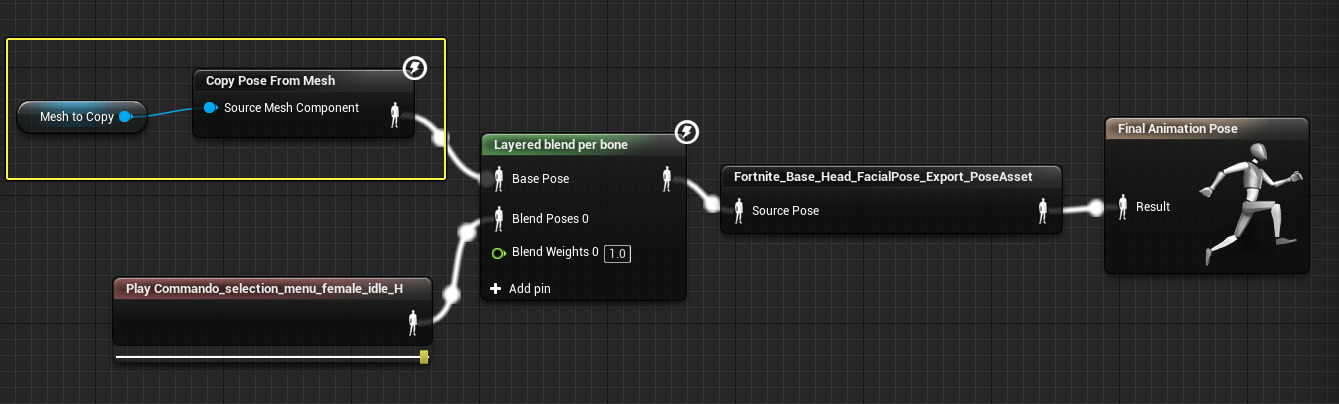 Copy Pose From Mesh
Mesh to Copy
Source Mesh Component
Layered blend per bone
Base Pose
Blend Poses 0
Blend Weights 0 1.0
Add pin
Play Commando_selection_menu_female_idle_H
Fortnite_Base_Head_FacialPose_Export_PoseAsset
Source Pose
Final Animation Pose
Result